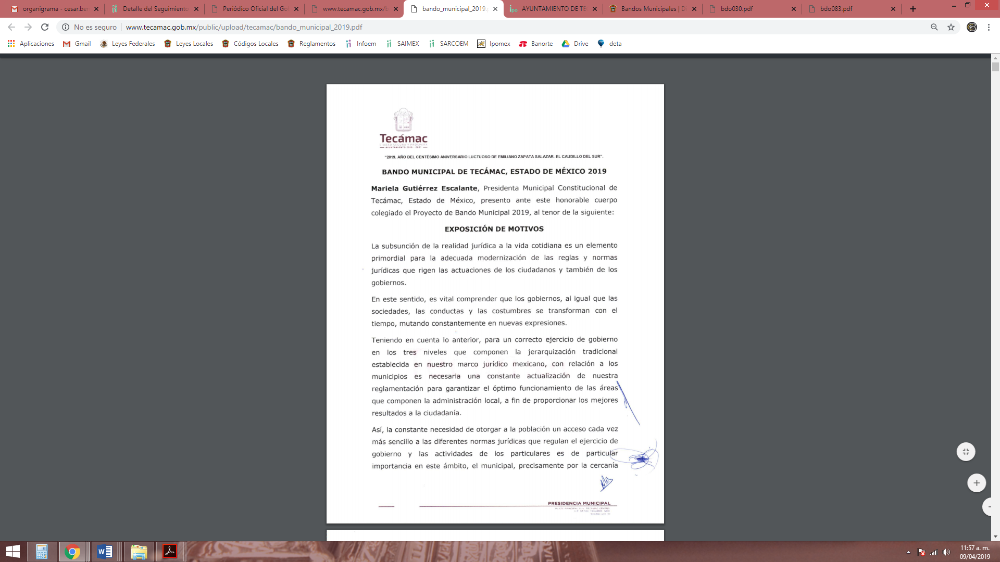 organigrama - cesar.ber
Detalle del Seguimiento
Periódico Oficial del Go
www.tecamac.gob.mx/b
bando_municipal_2019.p
AYUNTAMIENTO DE TE
Bandos Municipales | D
bdo030.pdf
bdo083.pdf
No es seguro
www.tecamac.gob.mx/public/upload/tecamac/bando_municipal_2019.pdf
Aplicaciones
Gmail
Leyes Federales
Leyes Locales
Códigos Locales
Reglamentos
Infoem
SAIMEX
SARCOEM
Ipomex
Banorte
Drive
deta
Tecámac
CIUDAD SEGURA Y PRÓSPERA
AYUNTAMIENTO 2019 - 2021
"2019. AÑO DEL CENTÉSIMO ANIVERSARIO LUCTUOSO DE EMILIANO ZAPATA SALAZAR. EL CAUDILLO DEL SUR".
BANDO MUNICIPAL DE TECÁMAC, ESTADO DE MÉXICO 2019
Mariela Gutiérrez Escalante, Presidenta Municipal Constitucional de
Tecámac, Estado de México, presento ante este honorable cuerpo
colegiado el Proyecto de Bando Municipal 2019, al tenor de la siguiente:
EXPOSICIÓN DE MOTIVOS
La subsunción de la realidad jurídica a la vida cotidiana es un elemento
primordial para la adecuada modernización de las reglas y normas
jurídicas que rigen las actuaciones de los ciudadanos y también de los
gobiernos.
En este sentido, es vital comprender que los gobiernos, al igual que las
sociedades, las conductas y las costumbres se transforman con el
tiempo, mutando constantemente en nuevas expresiones.
Teniendo en cuenta lo anterior, para un correcto ejercicio de gobierno
en los tres niveles que componen la jerarquización tradicional
establecida en nuestro marco jurídico mexicano, con relación a los
municipios es necesaria una constante actualización de nuestra
reglamentación para garantizar el óptimo funcionamiento de las áreas
que componen la administración local, a fin de proporcionar los mejores
resultados a la ciudadanía.
Así, la constante necesidad de otorgar a la población un acceso cada vez
más sencillo a las diferentes normas jurídicas que regulan el ejercicio de
gobierno y las actividades de los particulares es de particular
importancia en este ámbito, el municipal, precisamente por la cercanía
PRESIDENCIA MUNICIPAL
11:57 a. m.
09/04/2019